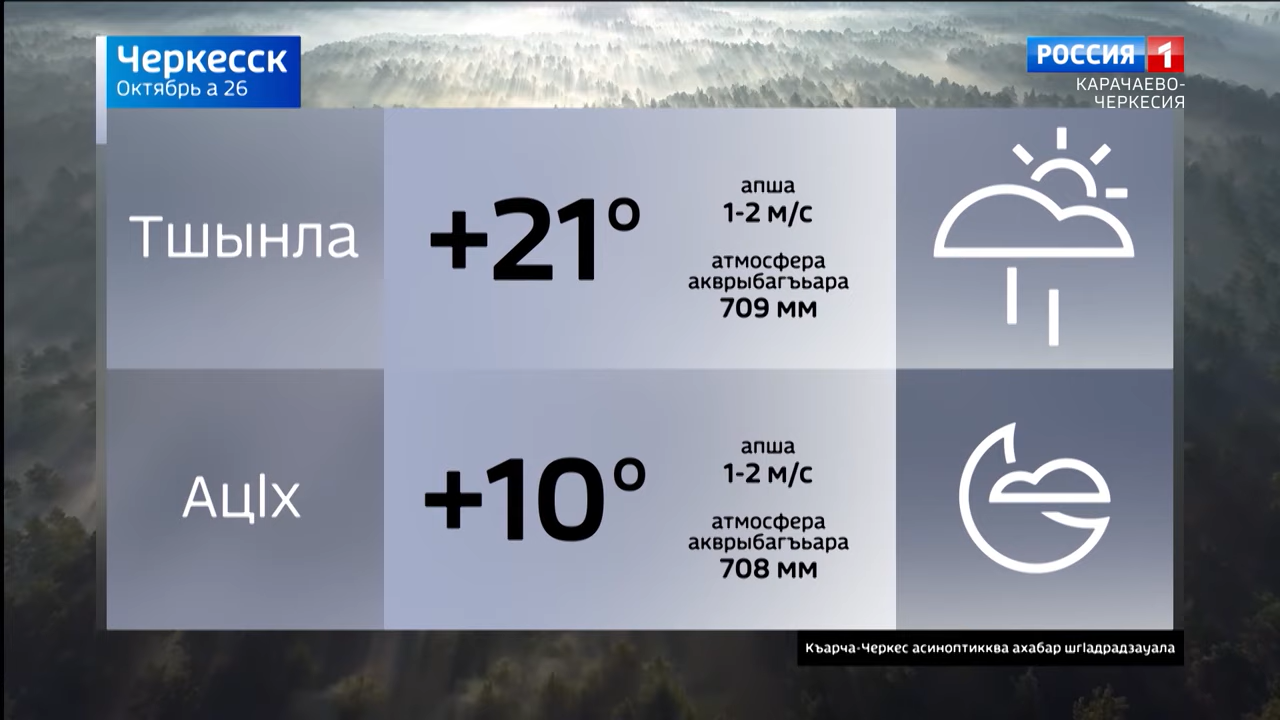 Черкесск
Октябрь а 26
РОССИЯ 1
КАРАЧАЕВО-
ЧЕРКЕСИЯ
Тшынла
+21°
апша
1-2 м/с
атмосфера
акврыбагъьара
709 мм
АцӀх
+10°
апша
1-2 м/с
атмосфера
акврыбагъьара
708 мм
Къарча-Черкес асиноптикква ахабар шгӀадрадзауала